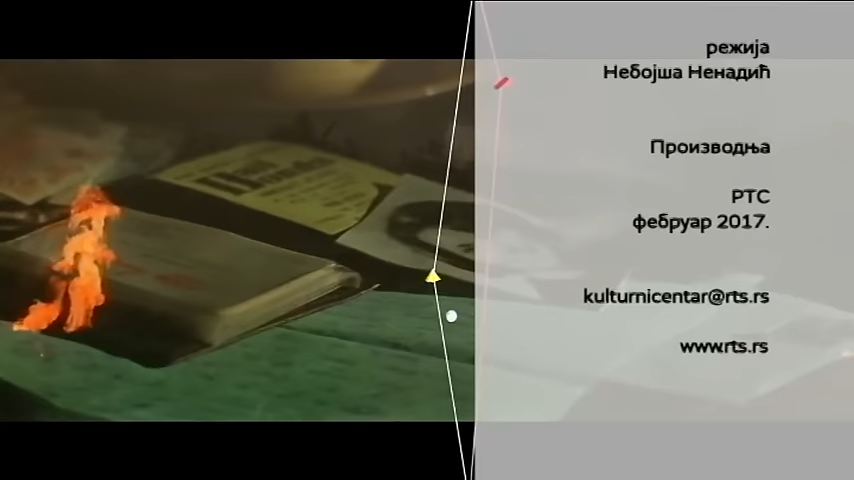 режија
Небојша Ненадић
Производња
РТС
фебруар 2017.
kulturnicentar@rts.rs
www.rts.rs